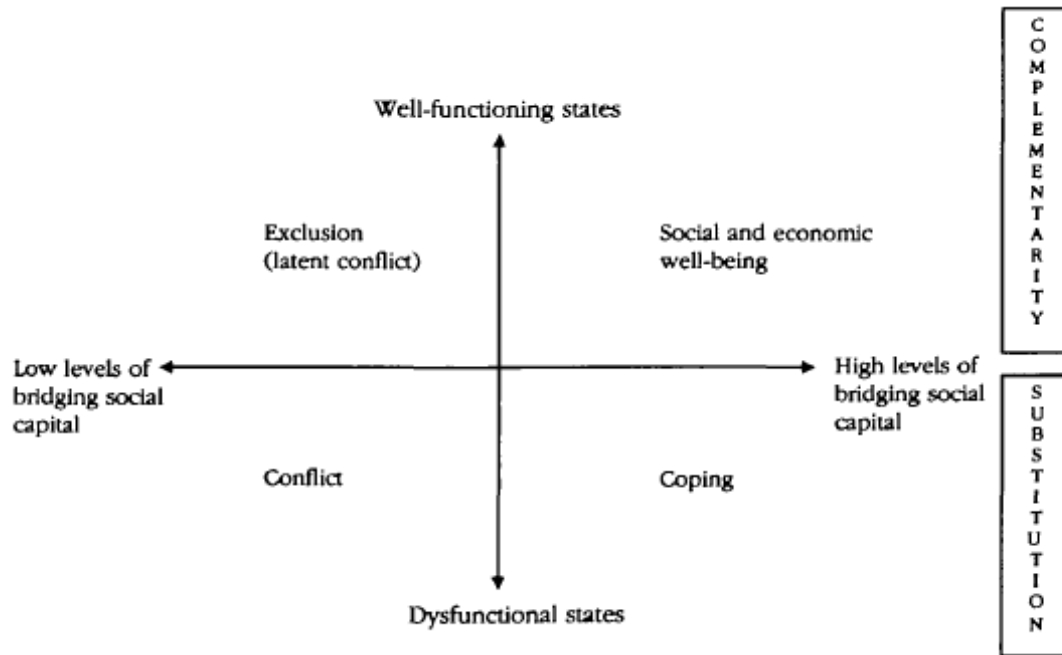 COMPLEMENTARITY
Well-functioning states
Exclusion
(latent conflict)
Social and economic
well-being
Low levels of
bridging social
capital
High levels of
bridging social
capital
SUBSTITUTION
Conflict
Coping
Dysfunctional states